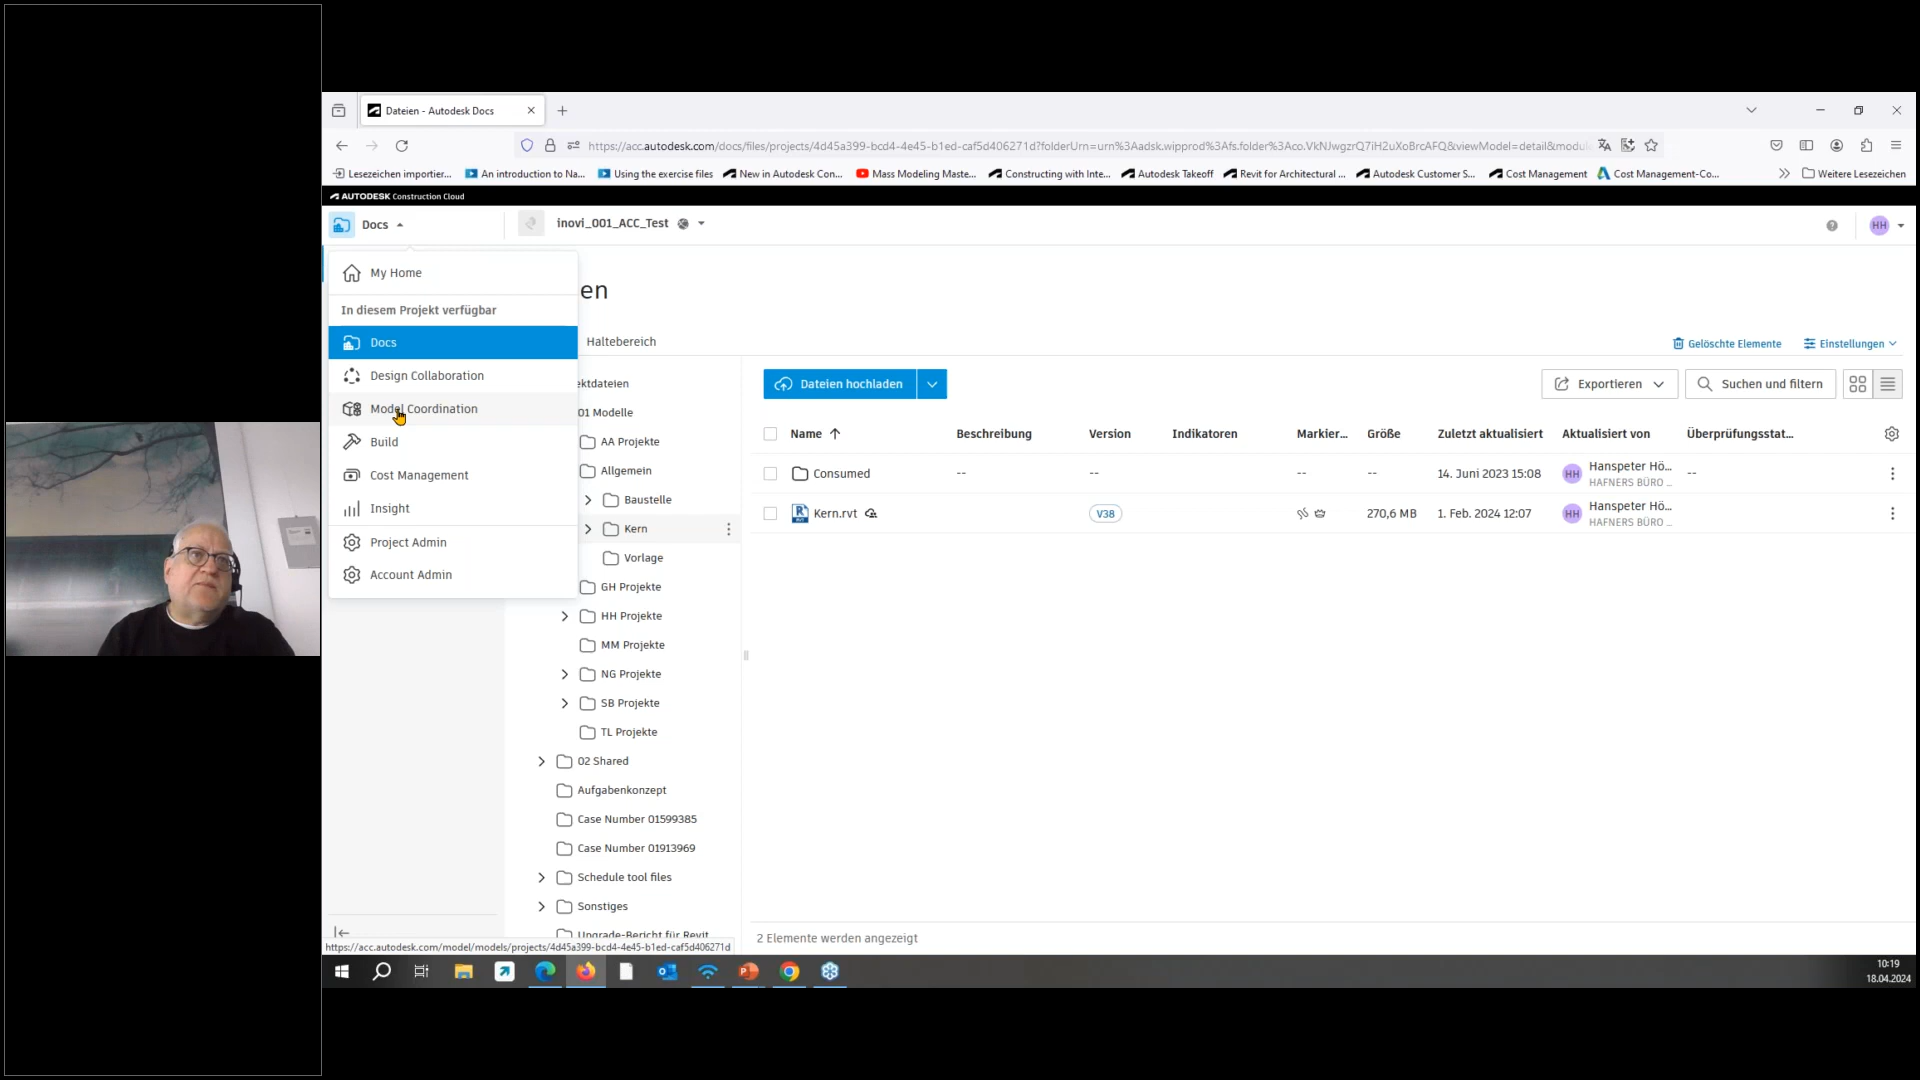 Dateien - Autodesk Docs
https://acc.autodesk.com/docs/files/projects/4d45a399-bcd4-4e45-b1ed-caf5d406271d?folderUrn=urn%3Aadsk.wipprod%3Afs.folder%3Aco.VkNJwgzrQ7iH2uXoBrcAFQ&viewModel=detail&modul
Lesezeichen importier... An introduction to Na... Using the exercise files New in Autodesk Con... Mass Modeling Maste... Constructing with Inte... Autodesk Takeoff Revit for Architectural ... Autodesk Customer S... Cost Management Cost Management-Co... Weitere Lesezeichen
AUTODESK Construction Cloud
Docs inovi_001_ACC_Test HH
My Home
In diesem Projekt verfügbar
Docs
Design Collaboration
Model Coordination
Build
Cost Management
Insight
Project Admin
Account Admin
en
Haltebereich
Gelöschte Elemente Einstellungen
ektdateien
01 Modelle
AA Projekte
Allgemein
Baustelle
Kern
Vorlage
GH Projekte
HH Projekte
MM Projekte
NG Projekte
SB Projekte
TL Projekte
02 Shared
Aufgabenkonzept
Case Number 01599385
Case Number 01913969
Schedule tool files
Sonstiges
Upgrade-Bericht für Revit
Dateien hochladen Exportieren Suchen und filtern
Name Beschreibung Version Indikatoren Markier... Größe Zuletzt aktualisiert Aktualisiert von Überprüfungsstat...
Consumed -- -- -- -- 14. Juni 2023 15:08 HH Hanspeter Hö... --
HAFNERS BÜRO ...
Kern.rvt V38 270,6 MB 1. Feb. 2024 12:07 HH Hanspeter Hö...
HAFNERS BÜRO ...
2 Elemente werden angezeigt
https://acc.autodesk.com/model/models/projects/4d45a399-bcd4-4e45-b1ed-caf5d406271d
10:19
18.04.2024